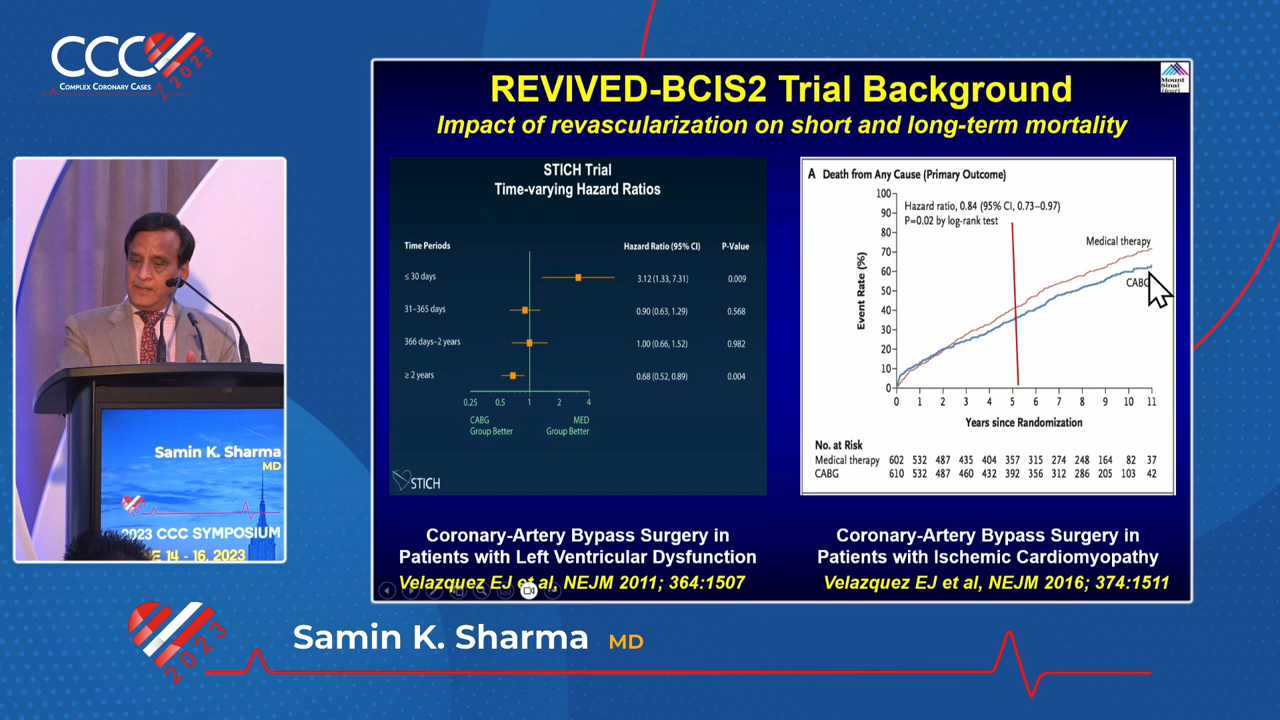 CCC 2023
COMPLEX CORONARY CASES
REVIVED-BCIS2 Trial Background
Impact of revascularization on short and long-term mortality
Mount
Sinai
Heart
STICH Trial
Time-varying Hazard Ratios
Time Periods Hazard Ratio (95% CI) P-Value
≤ 30 days 3.12 (1.33, 7.31) 0.009
31–365 days 0.90 (0.63, 1.29) 0.568
366 days–2 years 1.00 (0.66, 1.52) 0.982
≥ 2 years 0.68 (0.52, 0.89) 0.004
0.25 0.5 1 2 4
CABG MED
Group Better Group Better
STICH
Coronary-Artery Bypass Surgery in
Patients with Left Ventricular Dysfunction
Velazquez EJ et al, NEJM 2011; 364:1507
A Death from Any Cause (Primary Outcome)
Hazard ratio, 0.84 (95% CI, 0.73–0.97)
P=0.02 by log-rank test
Medical therapy
CABG
Event Rate (%)
100
90
80
70
60
50
40
30
20
10
0
0 1 2 3 4 5 6 7 8 9 10 11
Years since Randomization
No. at Risk
Medical therapy 602 532 487 435 404 357 315 274 248 164 82 37
CABG 610 532 487 460 432 392 356 312 286 205 103 42
Coronary-Artery Bypass Surgery in
Patients with Ischemic Cardiomyopathy
Velazquez EJ et al, NEJM 2016; 374:1511
Samin K. Sharma
MD
2023 CCC SYMPOSIUM
E 14 - 16, 2023
2023
Samin K. Sharma MD